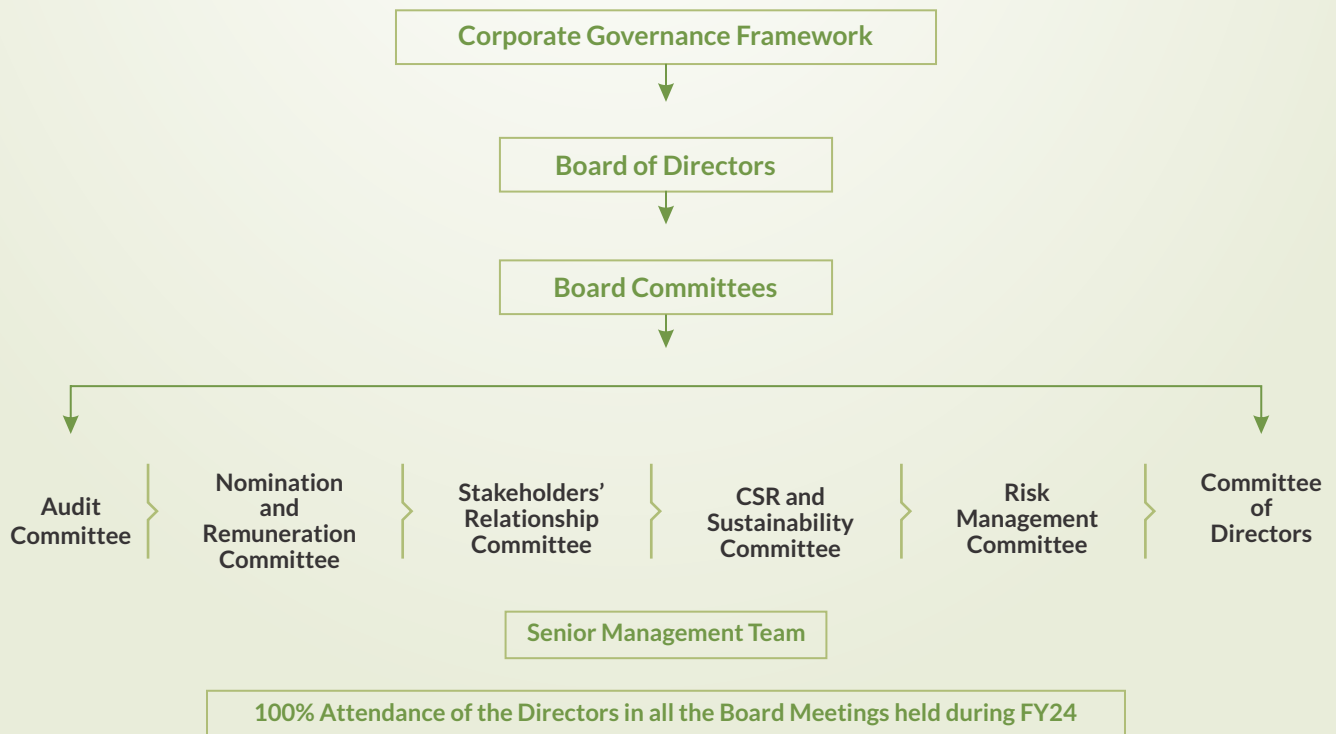 Corporate Governance Framework
Board of Directors
Board Committees
Audit
Committee
Nomination
and
Remuneration
Committee
Stakeholders’
Relationship
Committee
CSR and
Sustainability
Committee
Risk
Management
Committee
Committee
of
Directors
Senior Management Team
100% Attendance of the Directors in all the Board Meetings held during FY24